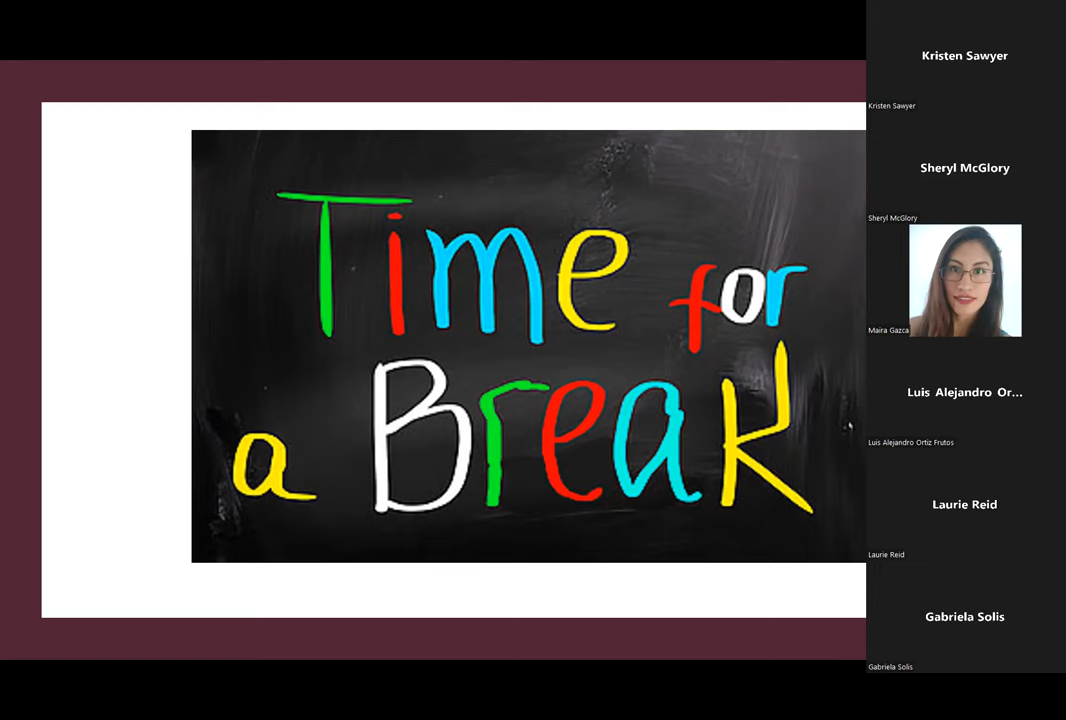 Time for
a Break
Kristen Sawyer
Kristen Sawyer
Sheryl McGlory
Sheryl McGlory
Maira Gazca
Luis Alejandro Or...
Luis Alejandro Ortiz Frutos
Laurie Reid
Laurie Reid
Gabriela Solis
Gabriela Solis